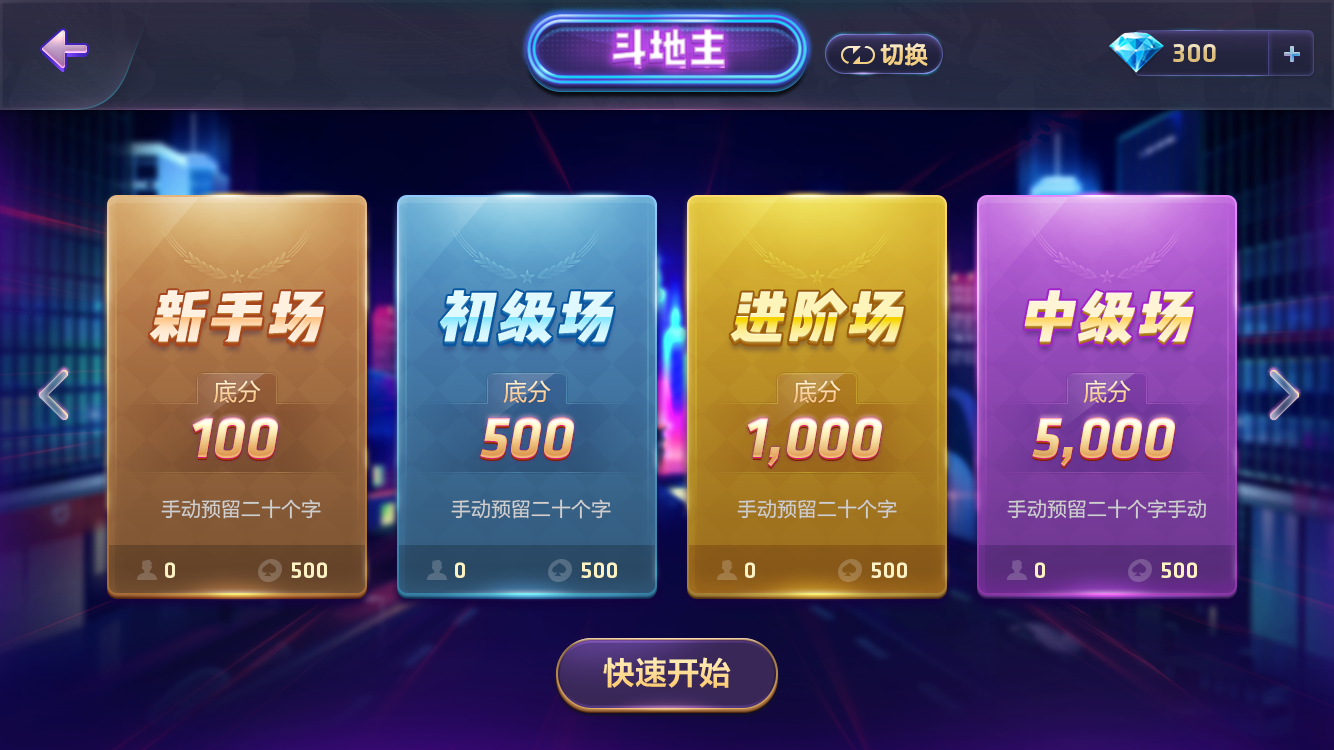 斗地主
切换
300
新手场
底分
100
手动预留二十个字
0
500
初级场
底分
500
手动预留二十个字
0
500
进阶场
底分
1,000
手动预留二十个字
0
500
中级场
底分
5,000
手动预留二十个字手动
0
500
快速开始